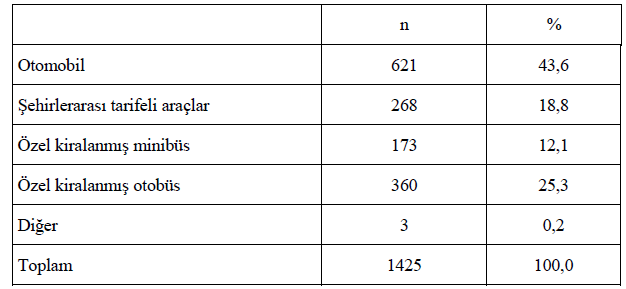 n %
Otomobil 621 43,6
Şehirlerarası tarifeli araçlar 268 18,8
Özel kiralanmış minibüs 173 12,1
Özel kiralanmış otobüs 360 25,3
Diğer 3 0,2
Toplam 1425 100,0